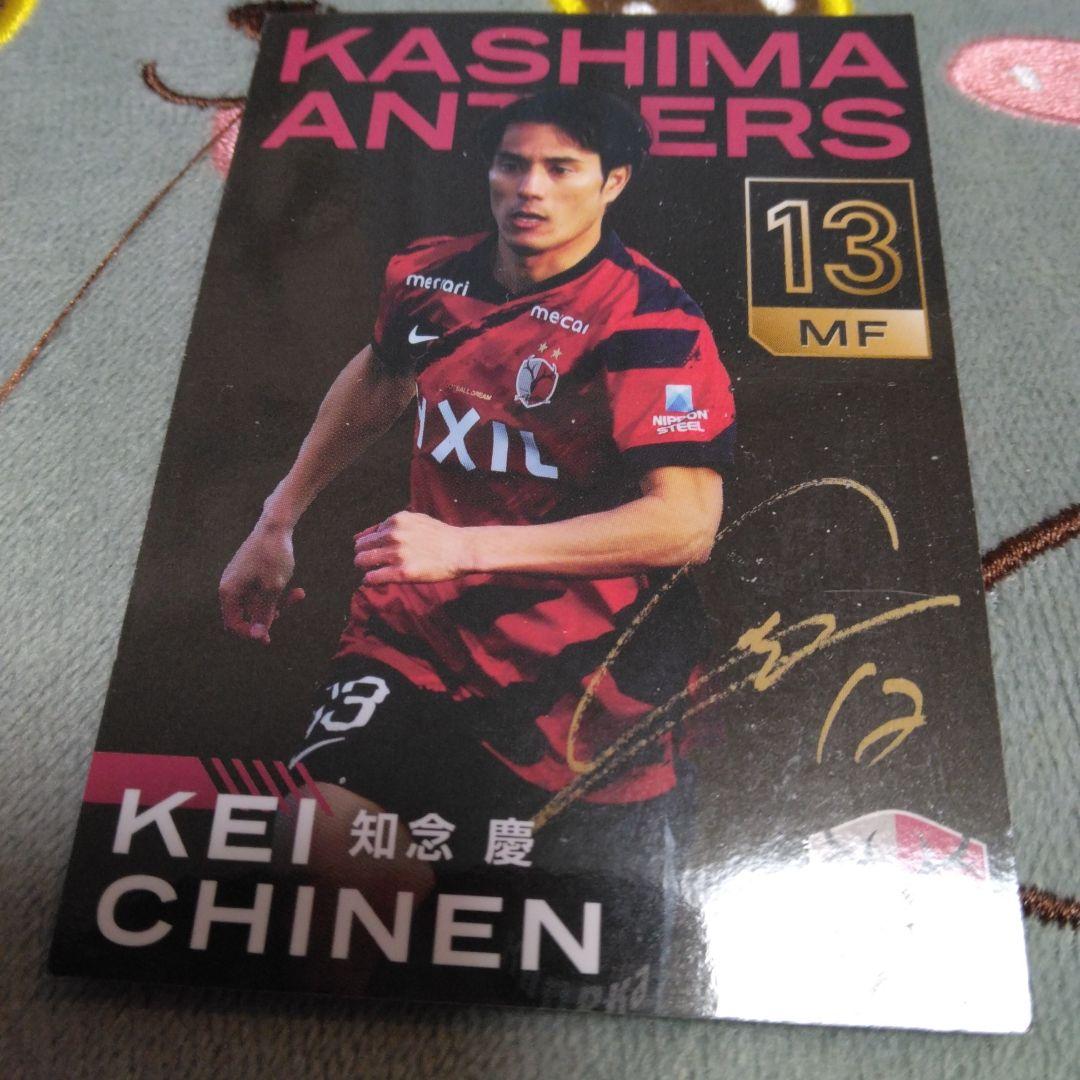 KASHIMA
ANTLERS
13
MF
mercari
mercari
NIPPON
STEEL
LIXIL
13
KEI 知念 慶
CHINEN